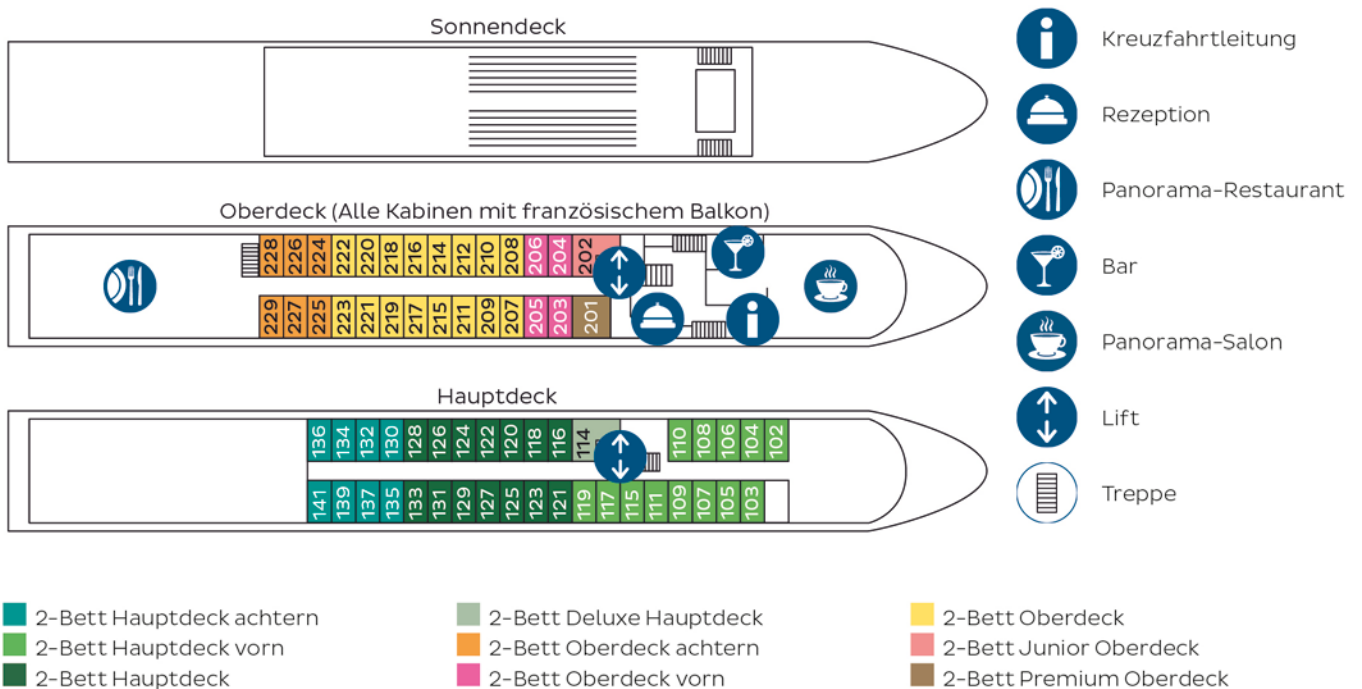 Sonnendeck
Oberdeck (Alle Kabinen mit französischem Balkon)
228 226 224 222 220 218 216 214 212 210 208 206 204 202
229 227 225 223 221 219 217 215 211 209 207 205 203 201
Hauptdeck
136 134 132 130 128 126 124 122 120 118 116 114 110 108 106 104 102
141 139 137 135 133 131 129 127 125 123 121 119 117 115 111 109 107 105 103
Kreuzfahrtleitung
Rezeption
Panorama-Restaurant
Bar
Panorama-Salon
Lift
Treppe
2-Bett Hauptdeck achtern
2-Bett Hauptdeck vorn
2-Bett Hauptdeck
2-Bett Deluxe Hauptdeck
2-Bett Oberdeck achtern
2-Bett Oberdeck vorn
2-Bett Oberdeck
2-Bett Junior Oberdeck
2-Bett Premium Oberdeck